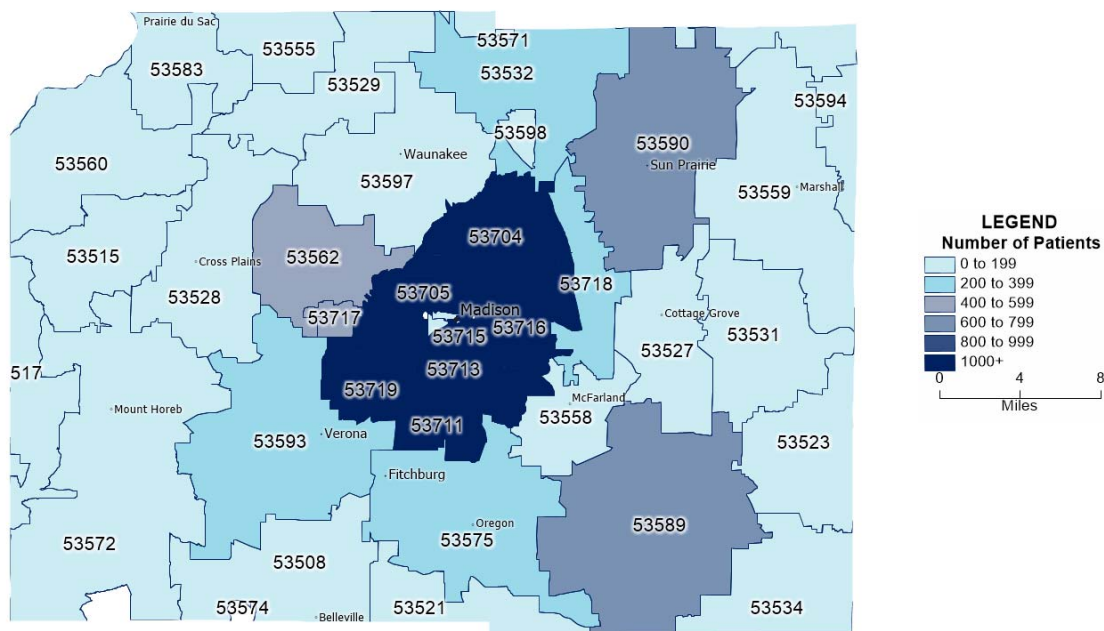 Prairie du Sac
53555
53571
53583
53532
53529
53594
53598
53590
Waunakee
53560
Sun Prairie
53597
53559
Marshall
53704
53515
Cross Plains
53562
53718
53528
53705
Madison
53717
53716
Cottage Grove
53715
53531
53527
517
53713
53719
McFarland
Mount Horeb
53558
53711
Verona
53593
53523
Fitchburg
Oregon
53589
53572
53575
53508
53574
Belleville
53521
53534
LEGEND
Number of Patients
0 to 199
200 to 399
400 to 599
600 to 799
800 to 999
1000+
0 4 8
Miles